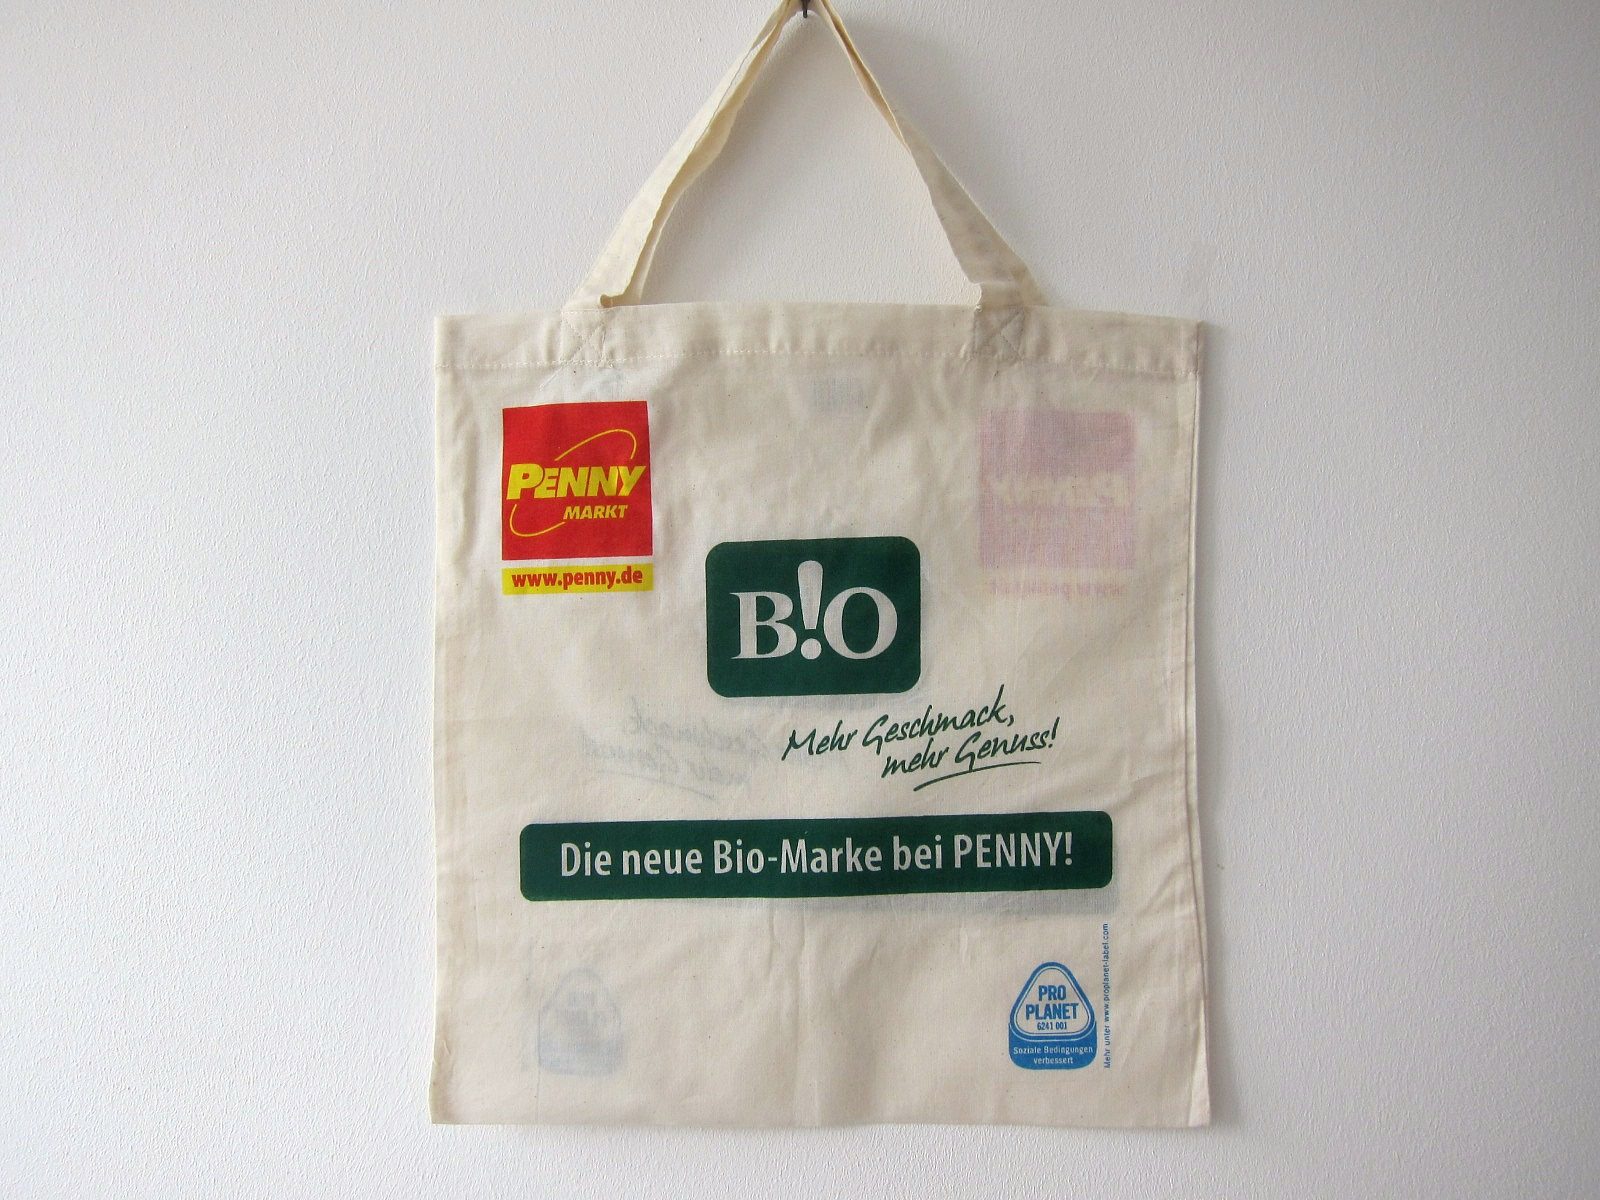 PENNY
MARKT
www.penny.de
B!O
Mehr Geschmack,
mehr Genuss!
Die neue Bio-Marke bei PENNY!
PRO
PLANET
6241 001
Soziale Bedingungen
verbessert
Mehr unter www.proplanet-label.com